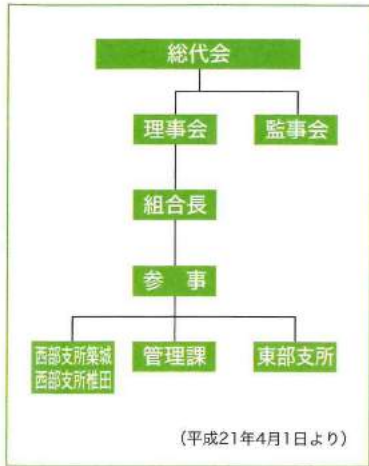 総代会
理事会
監事会
組合長
参 事
西部支所築城
西部支所椎田
管理課
東部支所
(平成21年4月1日より)